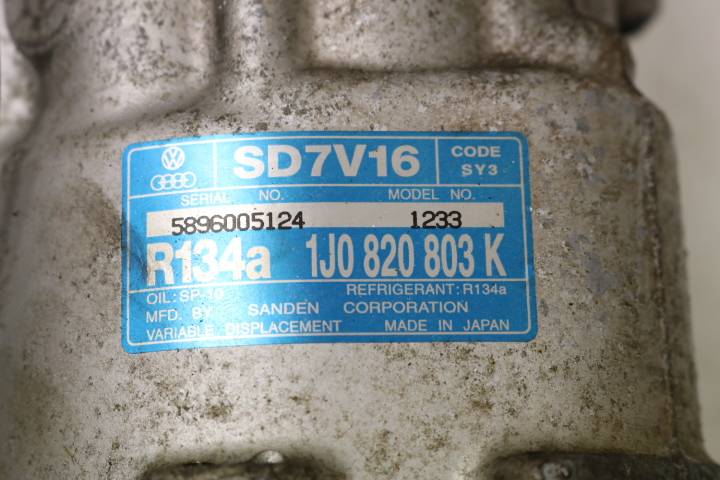 SD7V16
CODE
SY3
SERIAL NO. MODEL NO.
5896005124 1233
R134a 1J0 820 803 K
OIL: SP-10 REFRIGERANT: R134a
MFD. BY SANDEN CORPORATION
VARIABLE DISPLACEMENT MADE IN JAPAN